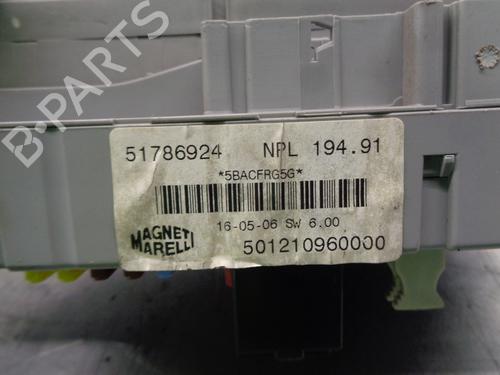 B-PARTS
51786924 NPL 194.91
*5BACFRG5G*
16-05-06 SW 6.00
MAGNETI
MARELLI
501210960000